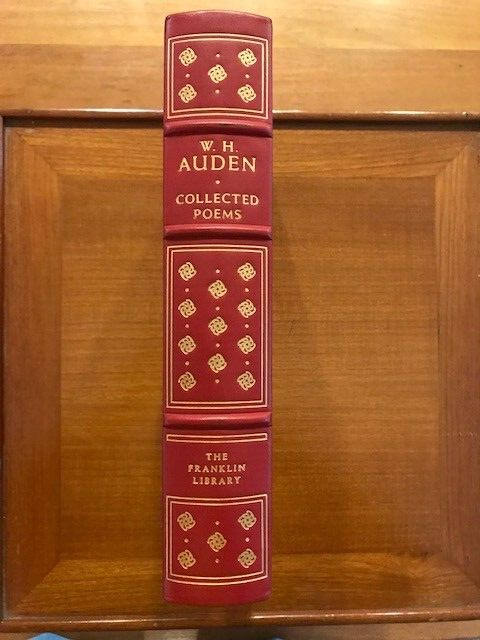 W. H.
AUDEN
COLLECTED
POEMS
THE
FRANKLIN
LIBRARY